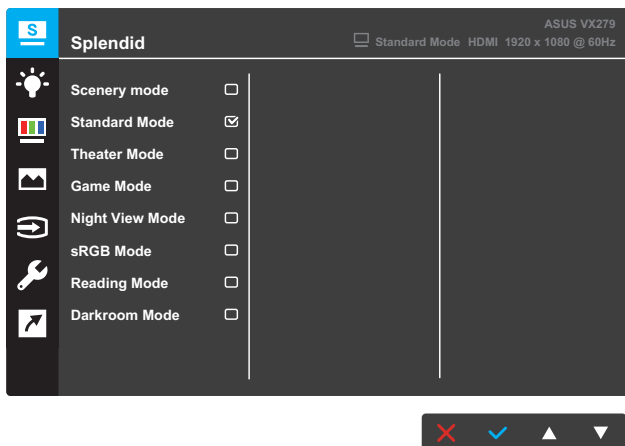 S
ASUS VX279
Splendid
Standard Mode HDMI 1920 x 1080 @ 60Hz
Scenery mode
Standard Mode
Theater Mode
Game Mode
Night View Mode
sRGB Mode
Reading Mode
Darkroom Mode